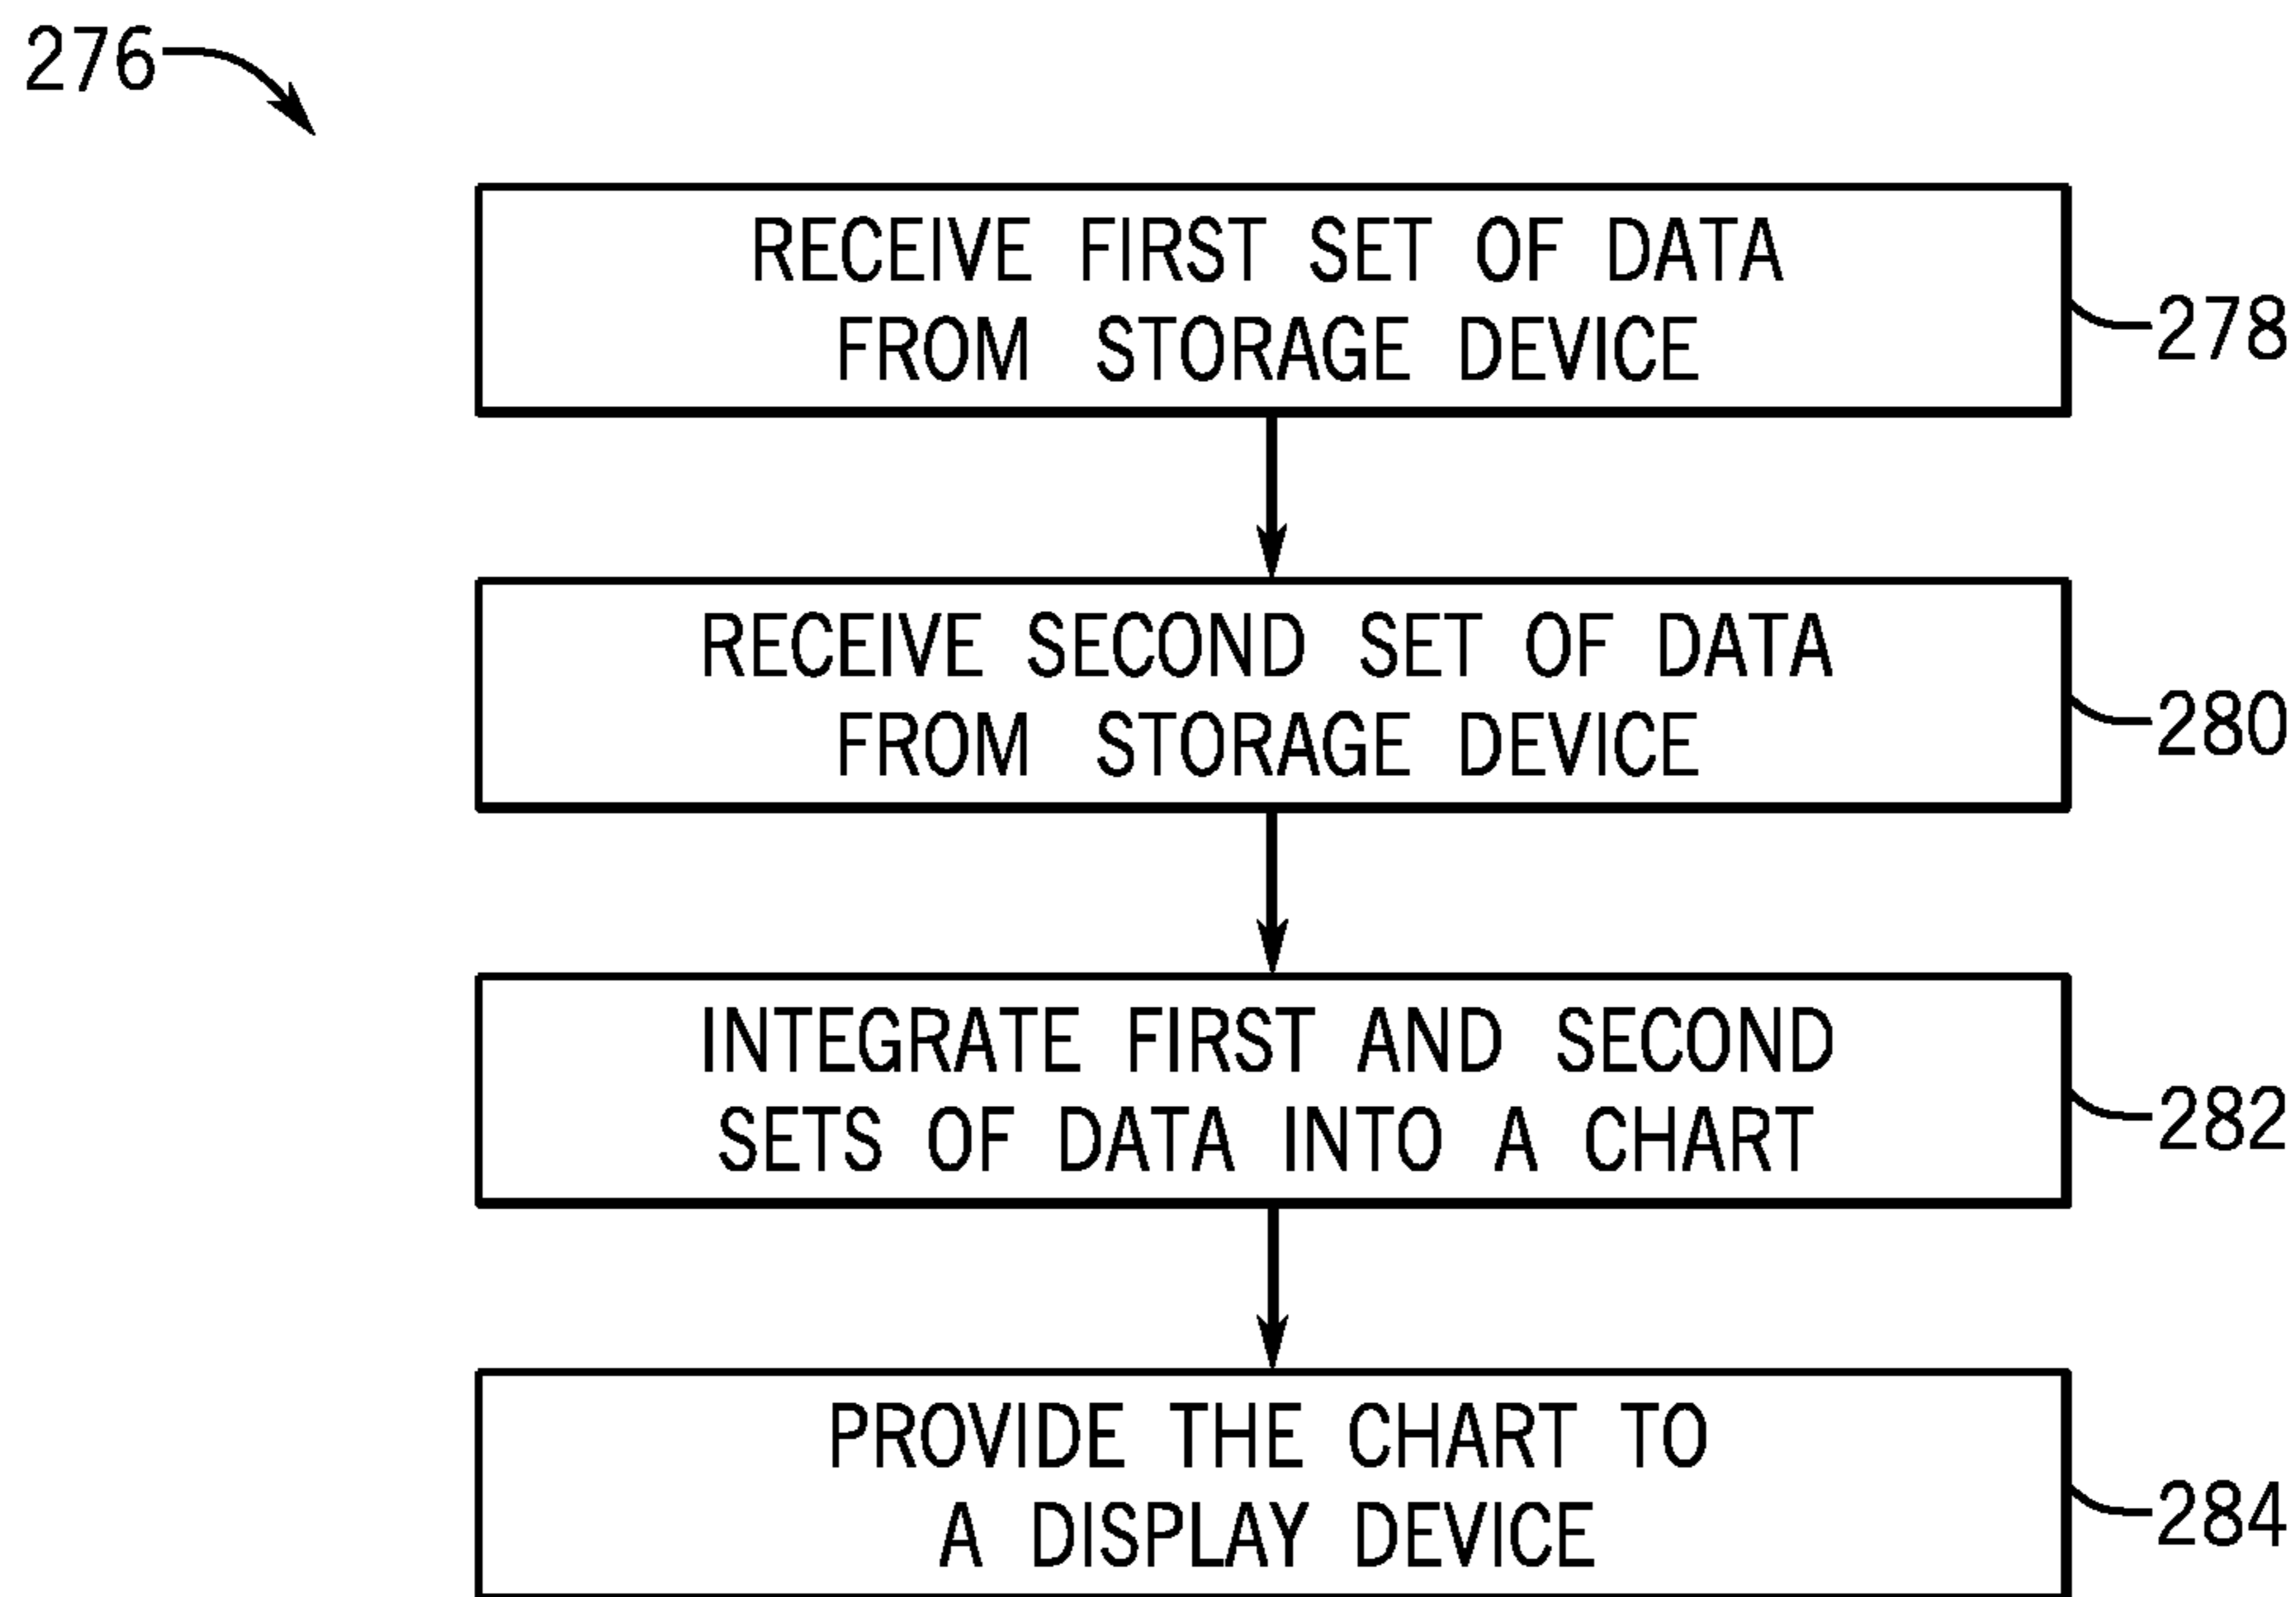 276
RECEIVE FIRST SET OF DATA
FROM STORAGE DEVICE
278
RECEIVE SECOND SET OF DATA
FROM STORAGE DEVICE
280
INTEGRATE FIRST AND SECOND
SETS OF DATA INTO A CHART
282
PROVIDE THE CHART TO
A DISPLAY DEVICE
284